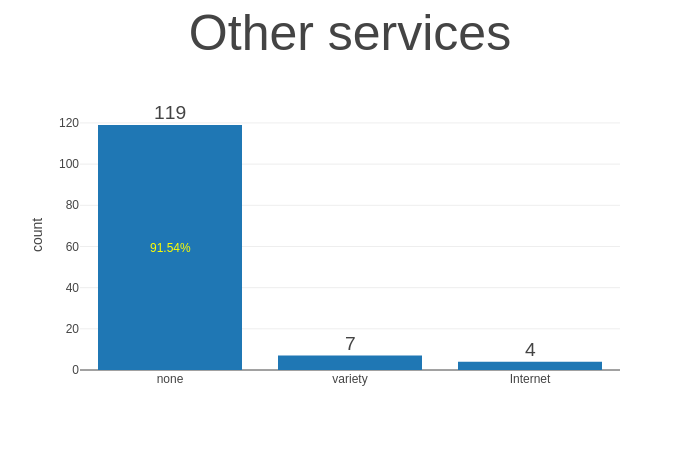 Other services
119
120
100
80
60
40
20
0
count
91.54%
7
4
none
variety
Internet